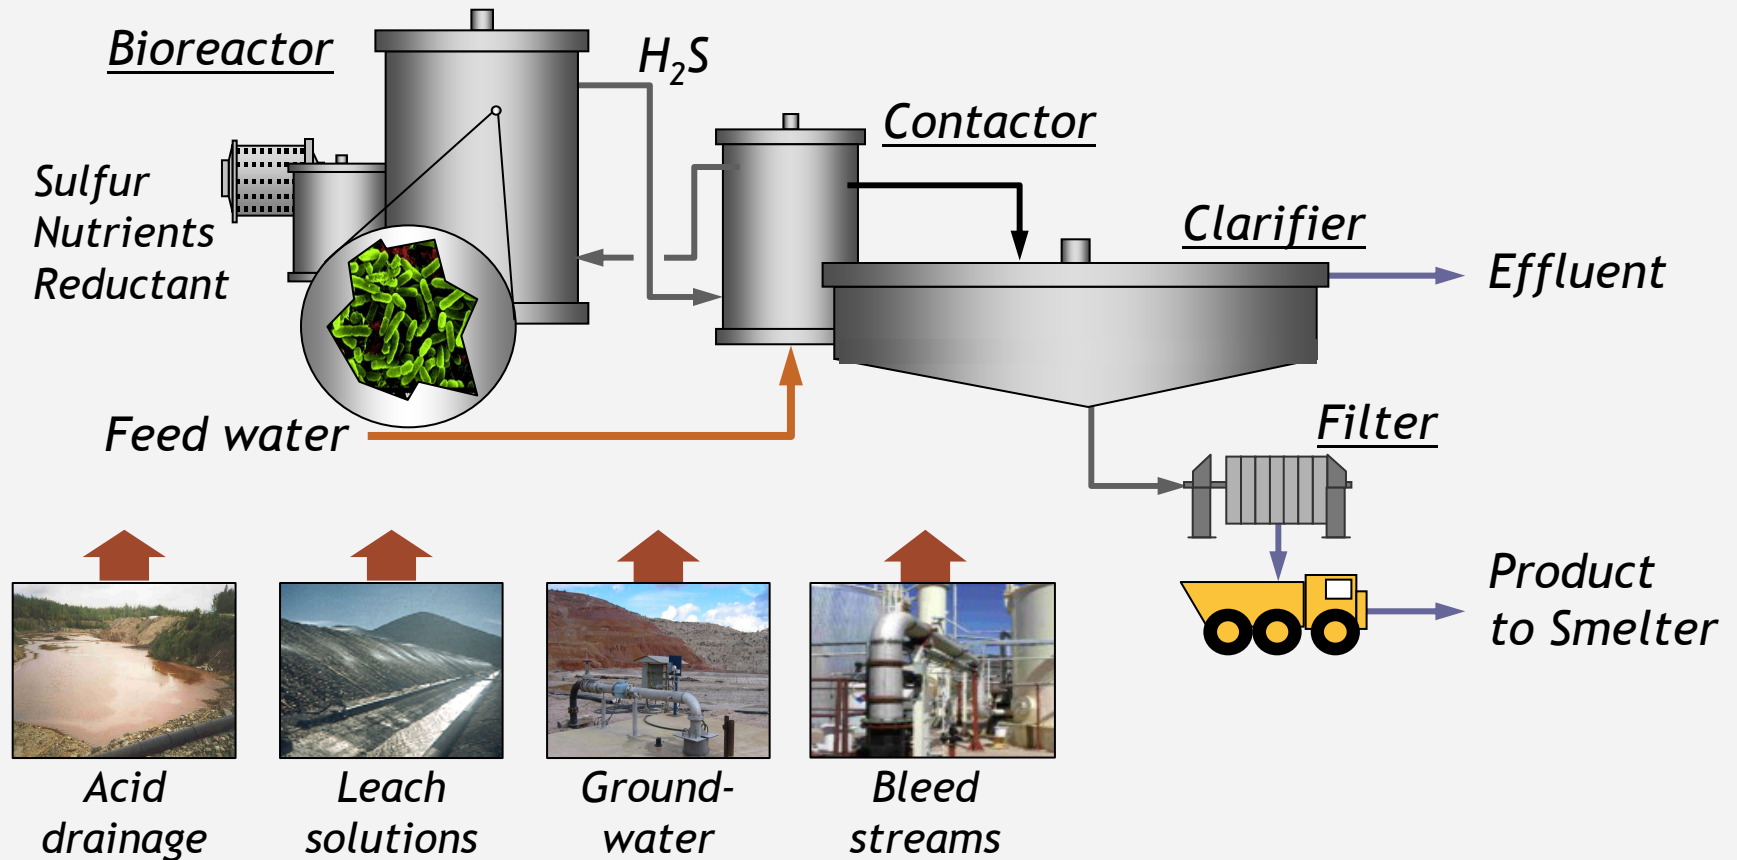 Bioreactor
H₂S
Contactor
Sulfur
Nutrients
Reductant
Clarifier
Effluent
Feed water
Filter
Product
to Smelter
Acid
drainage
Leach
solutions
Ground-
water
Bleed
streams